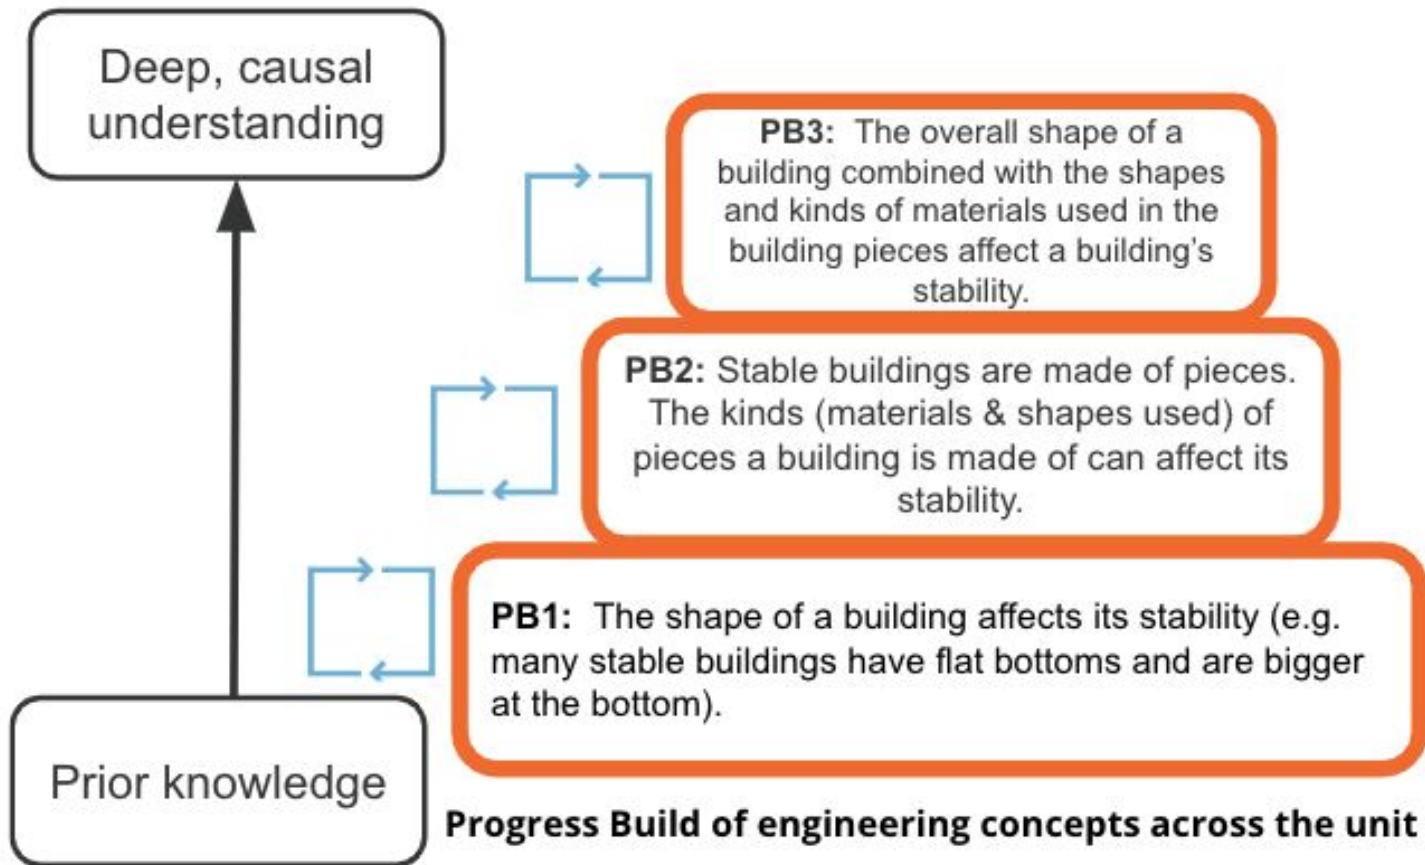 Deep, causal
understanding
PB3: The overall shape of a
building combined with the shapes
and kinds of materials used in the
building pieces affect a building's
stability.
PB2: Stable buildings are made of pieces.
The kinds (materials & shapes used) of
pieces a building is made of can affect its
stability.
PB1: The shape of a building affects its stability (e.g.
many stable buildings have flat bottoms and are bigger
at the bottom).
Prior knowledge
Progress Build of engineering concepts across the unit